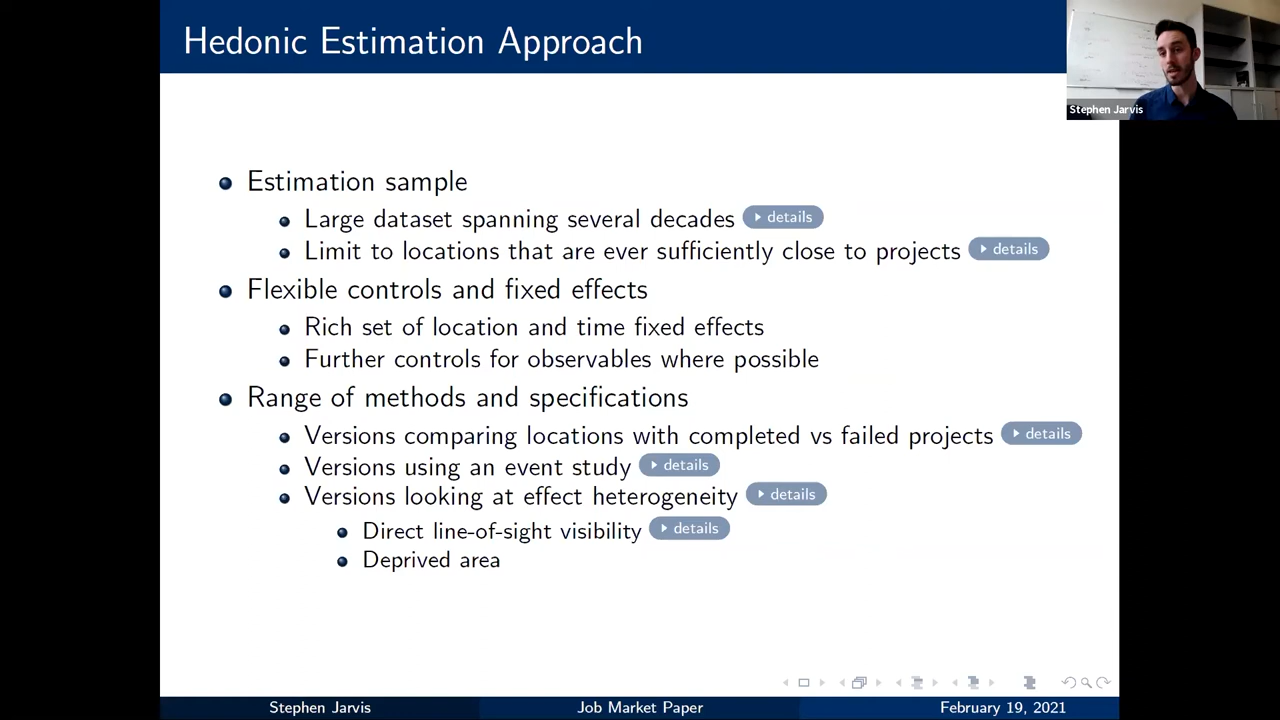 Hedonic Estimation Approach
Stephen Jarvis
Estimation sample
Large dataset spanning several decades details
Limit to locations that are ever sufficiently close to projects details
Flexible controls and fixed effects
Rich set of location and time fixed effects
Further controls for observables where possible
Range of methods and specifications
Versions comparing locations with completed vs failed projects details
Versions using an event study details
Versions looking at effect heterogeneity details
Direct line-of-sight visibility details
Deprived area
Stephen Jarvis Job Market Paper February 19, 2021